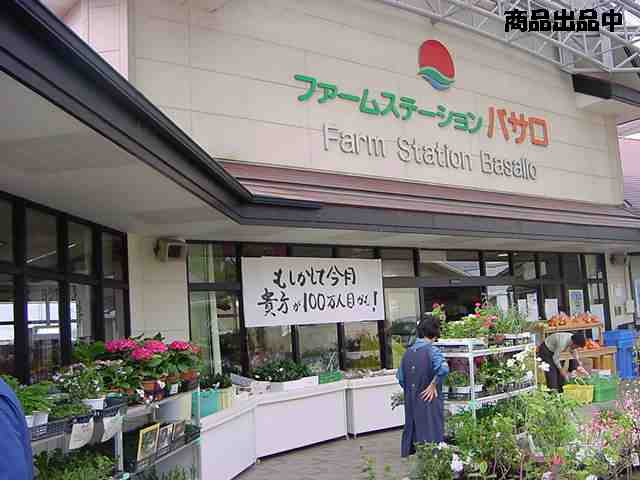 商品出品中
ファームステーション バサロ
Farm Station Basallo
もしかして今月
貴方が100万人目かも!